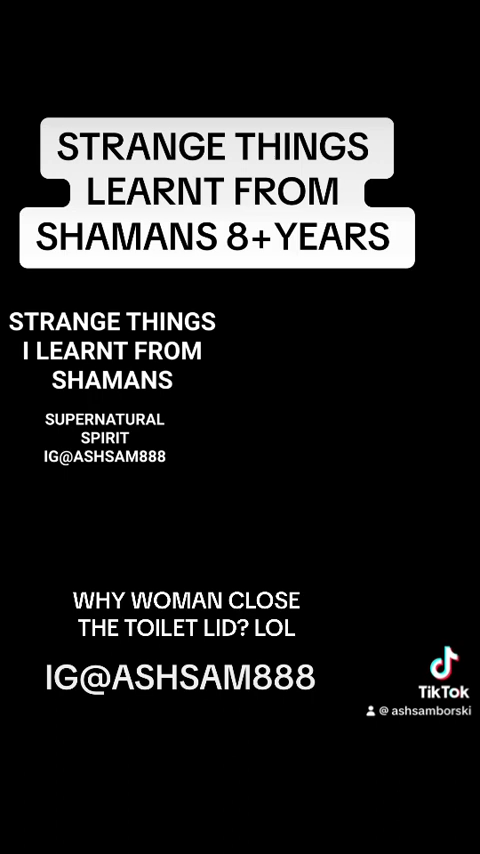 STRANGE THINGS
LEARNT FROM
SHAMANS 8+YEARS
STRANGE THINGS
I LEARNT FROM
SHAMANS
SUPERNATURAL
SPIRIT
IG@ASHSAM888
WHY WOMAN CLOSE
THE TOILET LID? LOL
IG@ASHSAM888
TikTok
@ ashsamborski